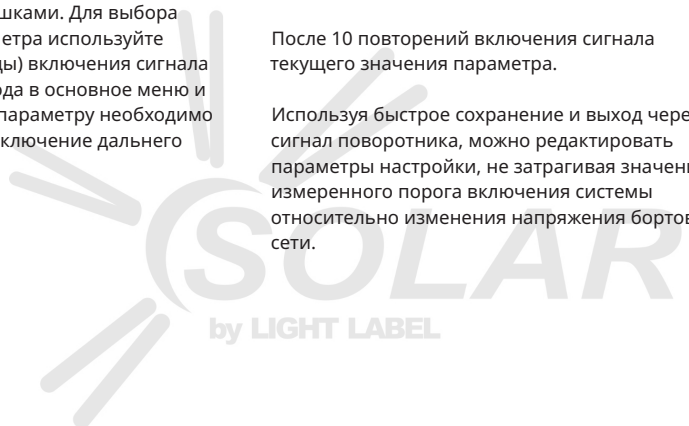 шками. Для выбора
етра используйте
ды) включения сигнала
ода в основное меню и
параметру необходимо
ключение дальнего
После 10 повторений включения сигнала
текущего значения параметра.
Используя быстрое сохранение и выход чере
сигнал поворотника, можно редактировать
параметры настройки, не затрагивая значени
измеренного порога включения системы
относительно изменения напряжения бортов
сети.
SOLAR
by LIGHT LABEL